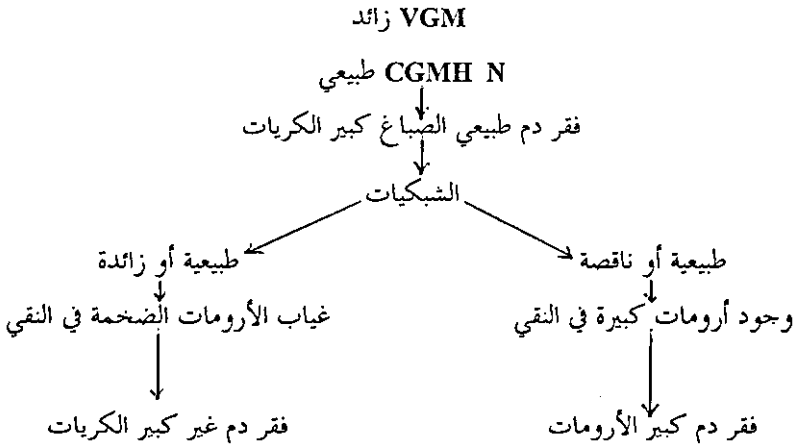 VGM زائد
CGMH N طبيعي
فقر دم طبيعي الصباغ كبير الكريات
الشبكيات
طبيعية أو ناقصة
طبيعية أو زائدة
وجود أرومات كبيرة في النقي
غياب الأرومات الضخمة في النقي
فقر دم كبير الأرومات
فقر دم غير كبير الكريات